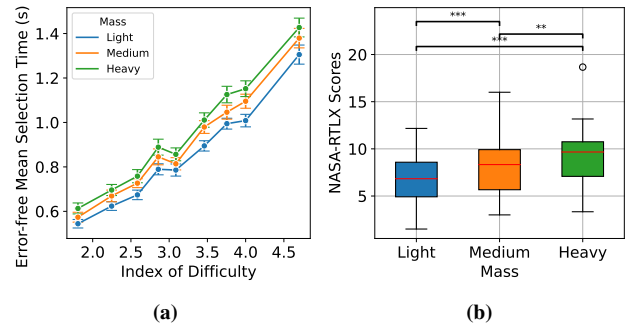 Error-free Mean Selection Time (s)
1.4
1.2
1.0
0.8
0.6
Mass
Light
Medium
Heavy
2.0 2.5 3.0 3.5 4.0 4.5
Index of Difficulty
(a)
NASA-RTLX Scores
20
15
10
5
***
**
***
Light Medium Heavy
Mass
(b)